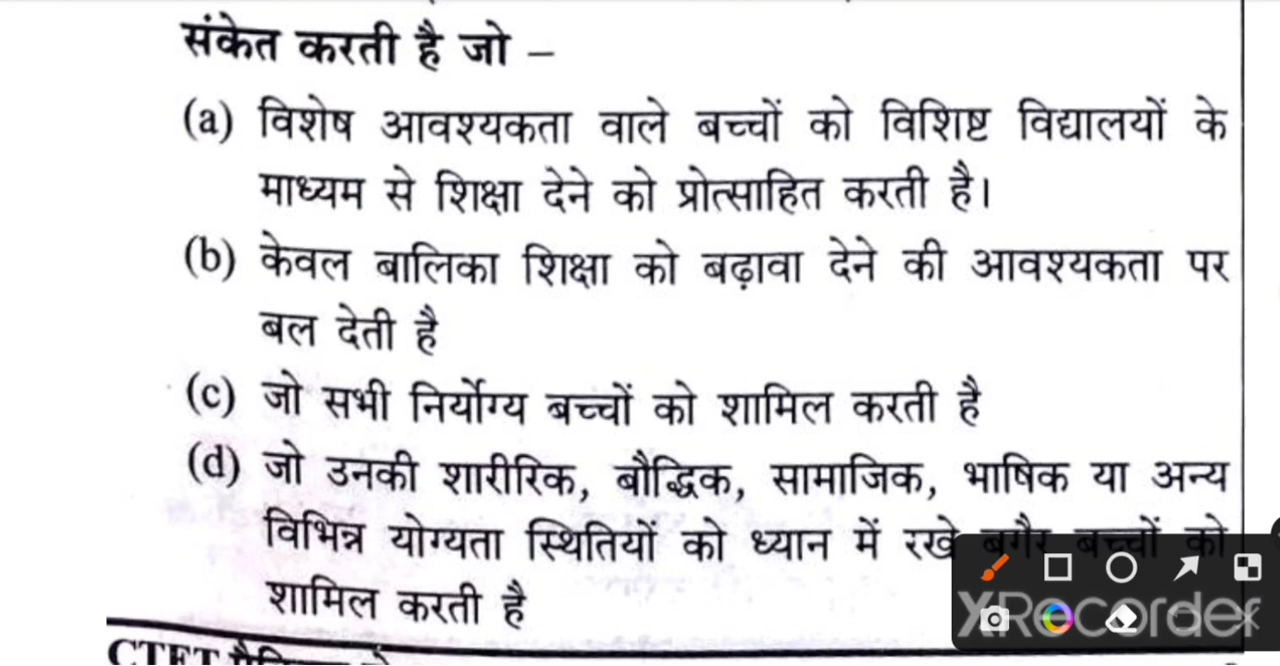 संकेत करती है जो –
(a) विशेष आवश्यकता वाले बच्चों को विशिष्ट विद्यालयों के
माध्यम से शिक्षा देने को प्रोत्साहित करती है।
(b) केवल बालिका शिक्षा को बढ़ावा देने की आवश्यकता पर
बल देती है
(c) जो सभी निर्योग्य बच्चों को शामिल करती है
(d) जो उनकी शारीरिक, बौद्धिक, सामाजिक, भाषिक या अन्य
विभिन्न योग्यता स्थितियों को ध्यान में रखे बगैर बच्चों को
शामिल करती है
XRecorder
CTET